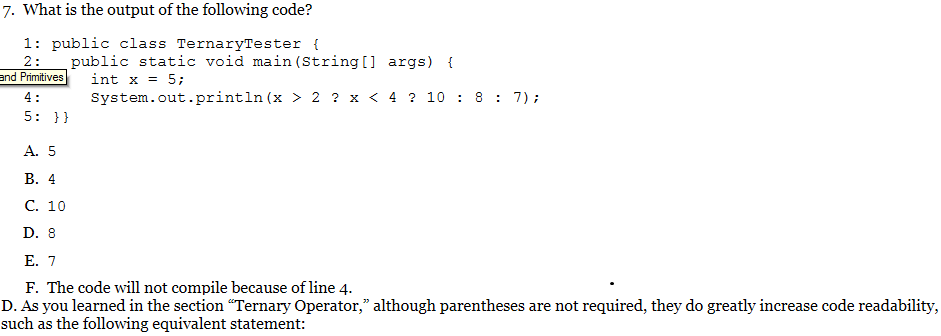 7. What is the output of the following code?
1: public class TernaryTester {
2: public static void main(String[] args) {
and Primitives int x = 5;
4: System.out.println(x > 2 ? x < 4 ? 10 : 8 : 7);
5: }}
A. 5
B. 4
C. 10
D. 8
E. 7
F. The code will not compile because of line 4.
D. As you learned in the section “Ternary Operator,” although parentheses are not required, they do greatly increase code readability,
such as the following equivalent statement: